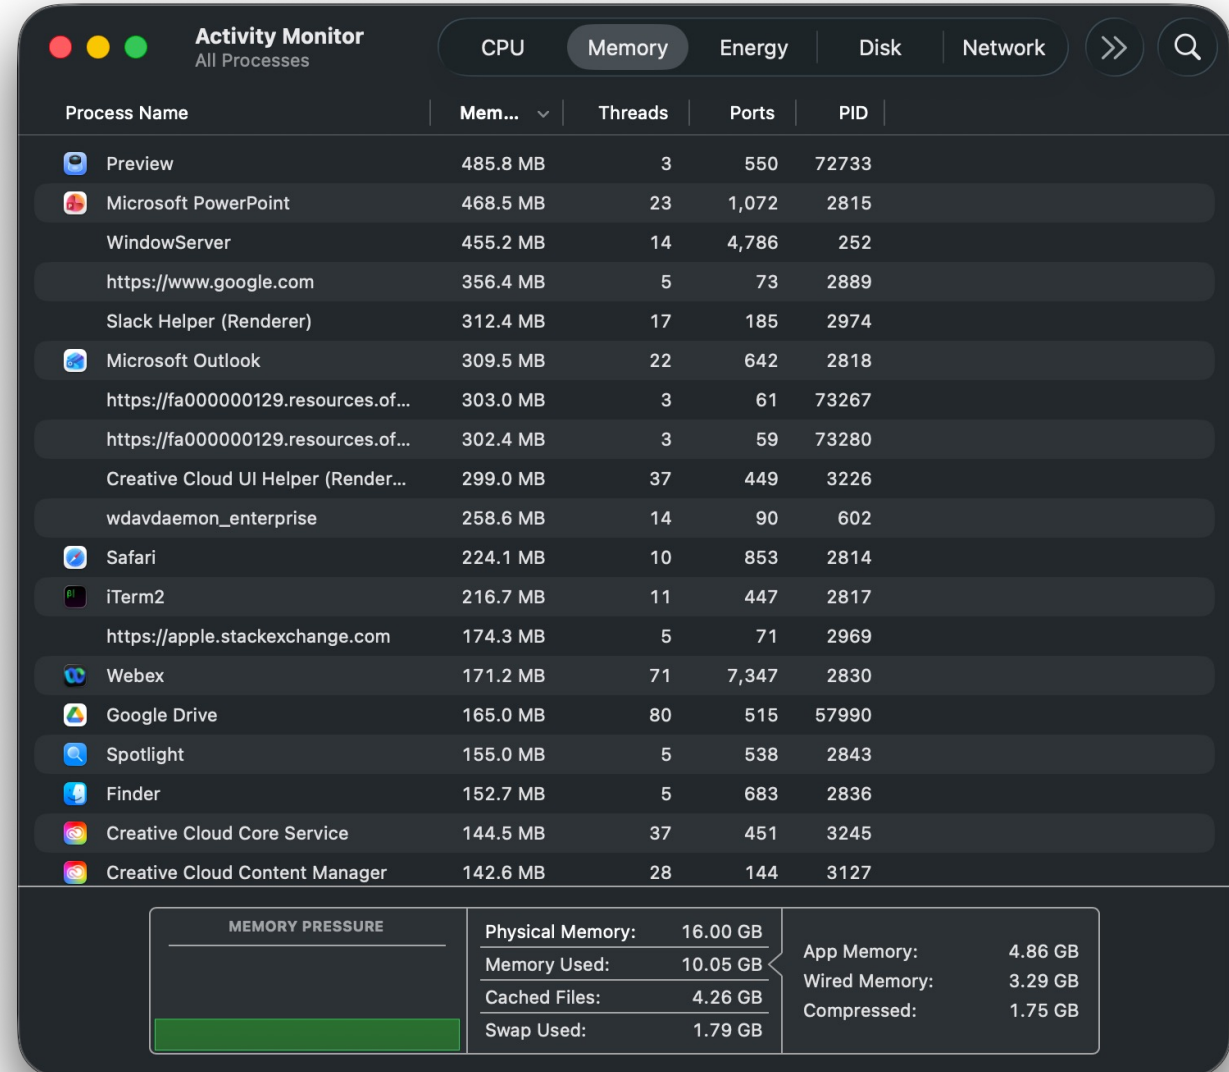 Activity Monitor
All Processes
CPU Memory Energy Disk Network
Process Name Mem... Threads Ports PID
Preview 485.8 MB 3 550 72733
Microsoft PowerPoint 468.5 MB 23 1,072 2815
WindowServer 455.2 MB 14 4,786 252
https://www.google.com 356.4 MB 5 73 2889
Slack Helper (Renderer) 312.4 MB 17 185 2974
Microsoft Outlook 309.5 MB 22 642 2818
https://fa000000129.resources.of... 303.0 MB 3 61 73267
https://fa000000129.resources.of... 302.4 MB 3 59 73280
Creative Cloud UI Helper (Render... 299.0 MB 37 449 3226
wdavdaemon_enterprise 258.6 MB 14 90 602
Safari 224.1 MB 10 853 2814
iTerm2 216.7 MB 11 447 2817
https://apple.stackexchange.com 174.3 MB 5 71 2969
Webex 171.2 MB 71 7,347 2830
Google Drive 165.0 MB 80 515 57990
Spotlight 155.0 MB 5 538 2843
Finder 152.7 MB 5 683 2836
Creative Cloud Core Service 144.5 MB 37 451 3245
Creative Cloud Content Manager 142.6 MB 28 144 3127
MEMORY PRESSURE
Physical Memory: 16.00 GB
Memory Used: 10.05 GB
Cached Files: 4.26 GB
Swap Used: 1.79 GB
App Memory: 4.86 GB
Wired Memory: 3.29 GB
Compressed: 1.75 GB